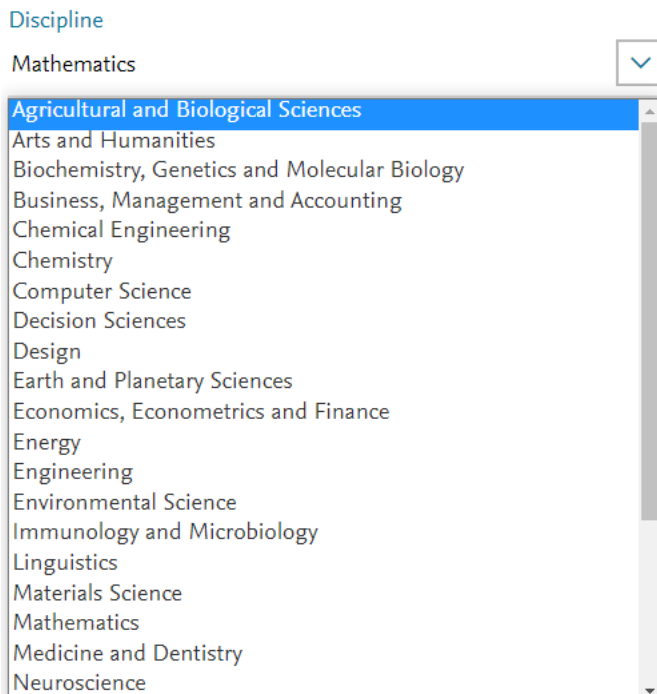 Discipline
Mathematics
Agricultural and Biological Sciences
Arts and Humanities
Biochemistry, Genetics and Molecular Biology
Business, Management and Accounting
Chemical Engineering
Chemistry
Computer Science
Decision Sciences
Design
Earth and Planetary Sciences
Economics, Econometrics and Finance
Energy
Engineering
Environmental Science
Immunology and Microbiology
Linguistics
Materials Science
Mathematics
Medicine and Dentistry
Neuroscience